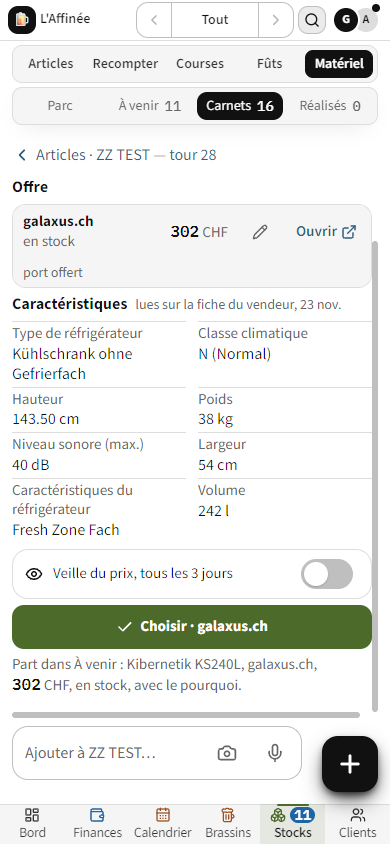 L'Affinée
Tout
G
A
Articles Recompter Courses Fûts Matériel
Parc À venir 11 Carnets 16 Réalisés 0
Articles · ZZ TEST — tour 28
Offre
galaxus.ch
302 CHF
Ouvrir
en stock
port offert
Caractéristiques lues sur la fiche du vendeur, 23 nov.
Type de réfrigérateur
Kühlschrank ohne
Gefrierfach
Classe climatique
N (Normal)
Hauteur
143.50 cm
Poids
38 kg
Niveau sonore (max.)
40 dB
Largeur
54 cm
Caractéristiques du
réfrigérateur
Fresh Zone Fach
Volume
242 l
Veille du prix, tous les 3 jours
Choisir · galaxus.ch
Part dans À venir : Kibernetik KS240L, galaxus.ch,
302 CHF, en stock, avec le pourquoi.
Ajouter à ZZ TEST…
11
Bord Finances Calendrier Brassins Stocks Clients